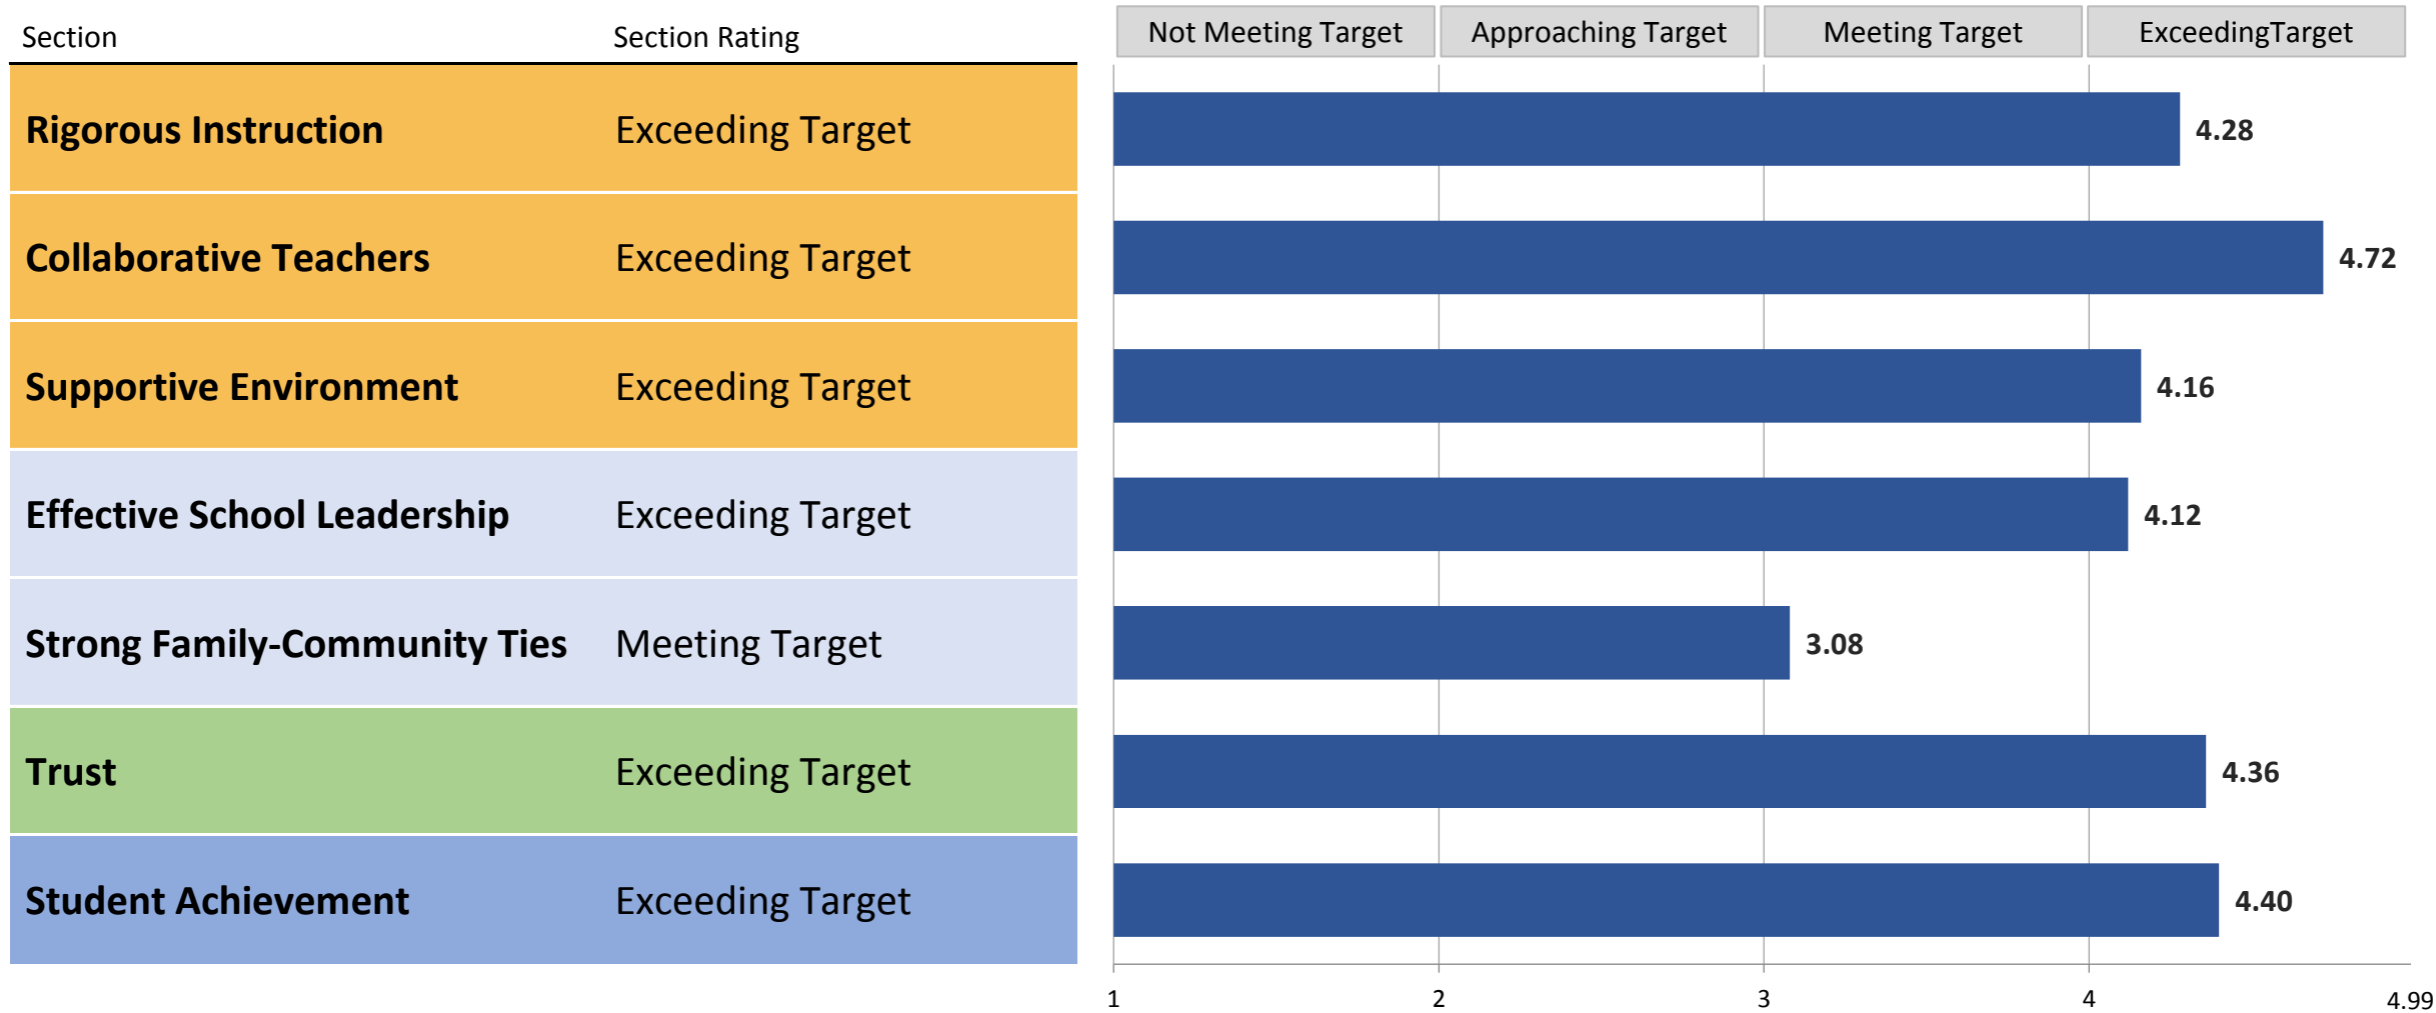 Section Section Rating Not Meeting Target Approaching Target Meeting Target ExceedingTarget
Rigorous Instruction Exceeding Target 4.28
Collaborative Teachers Exceeding Target 4.72
Supportive Environment Exceeding Target 4.16
Effective School Leadership Exceeding Target 4.12
Strong Family-Community Ties Meeting Target 3.08
Trust Exceeding Target 4.36
Student Achievement Exceeding Target 4.40
1 2 3 4 4.99